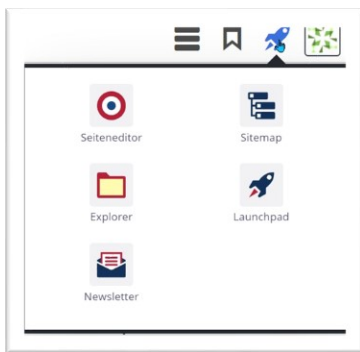 Seiteneditor
Sitemap
Explorer
Launchpad
Newsletter